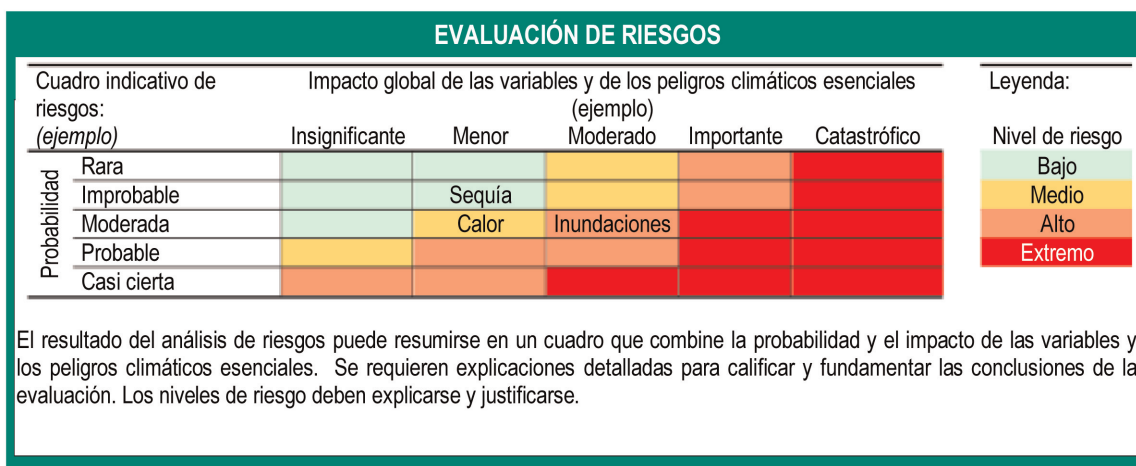 EVALUACIÓN DE RIESGOS
Cuadro indicativo de riesgos:
(ejemplo)
Impacto global de las variables y de los peligros climáticos esenciales
(ejemplo)
Leyenda:
Insignificante Menor Moderado Importante Catastrófico
Nivel de riesgo
Probabilidad
Rara
Bajo
Improbable Sequía
Medio
Moderada Calor Inundaciones
Alto
Probable
Extremo
Casi cierta
El resultado del análisis de riesgos puede resumirse en un cuadro que combine la probabilidad y el impacto de las variables y
los peligros climáticos esenciales. Se requieren explicaciones detalladas para calificar y fundamentar las conclusiones de la
evaluación. Los niveles de riesgo deben explicarse y justificarse.